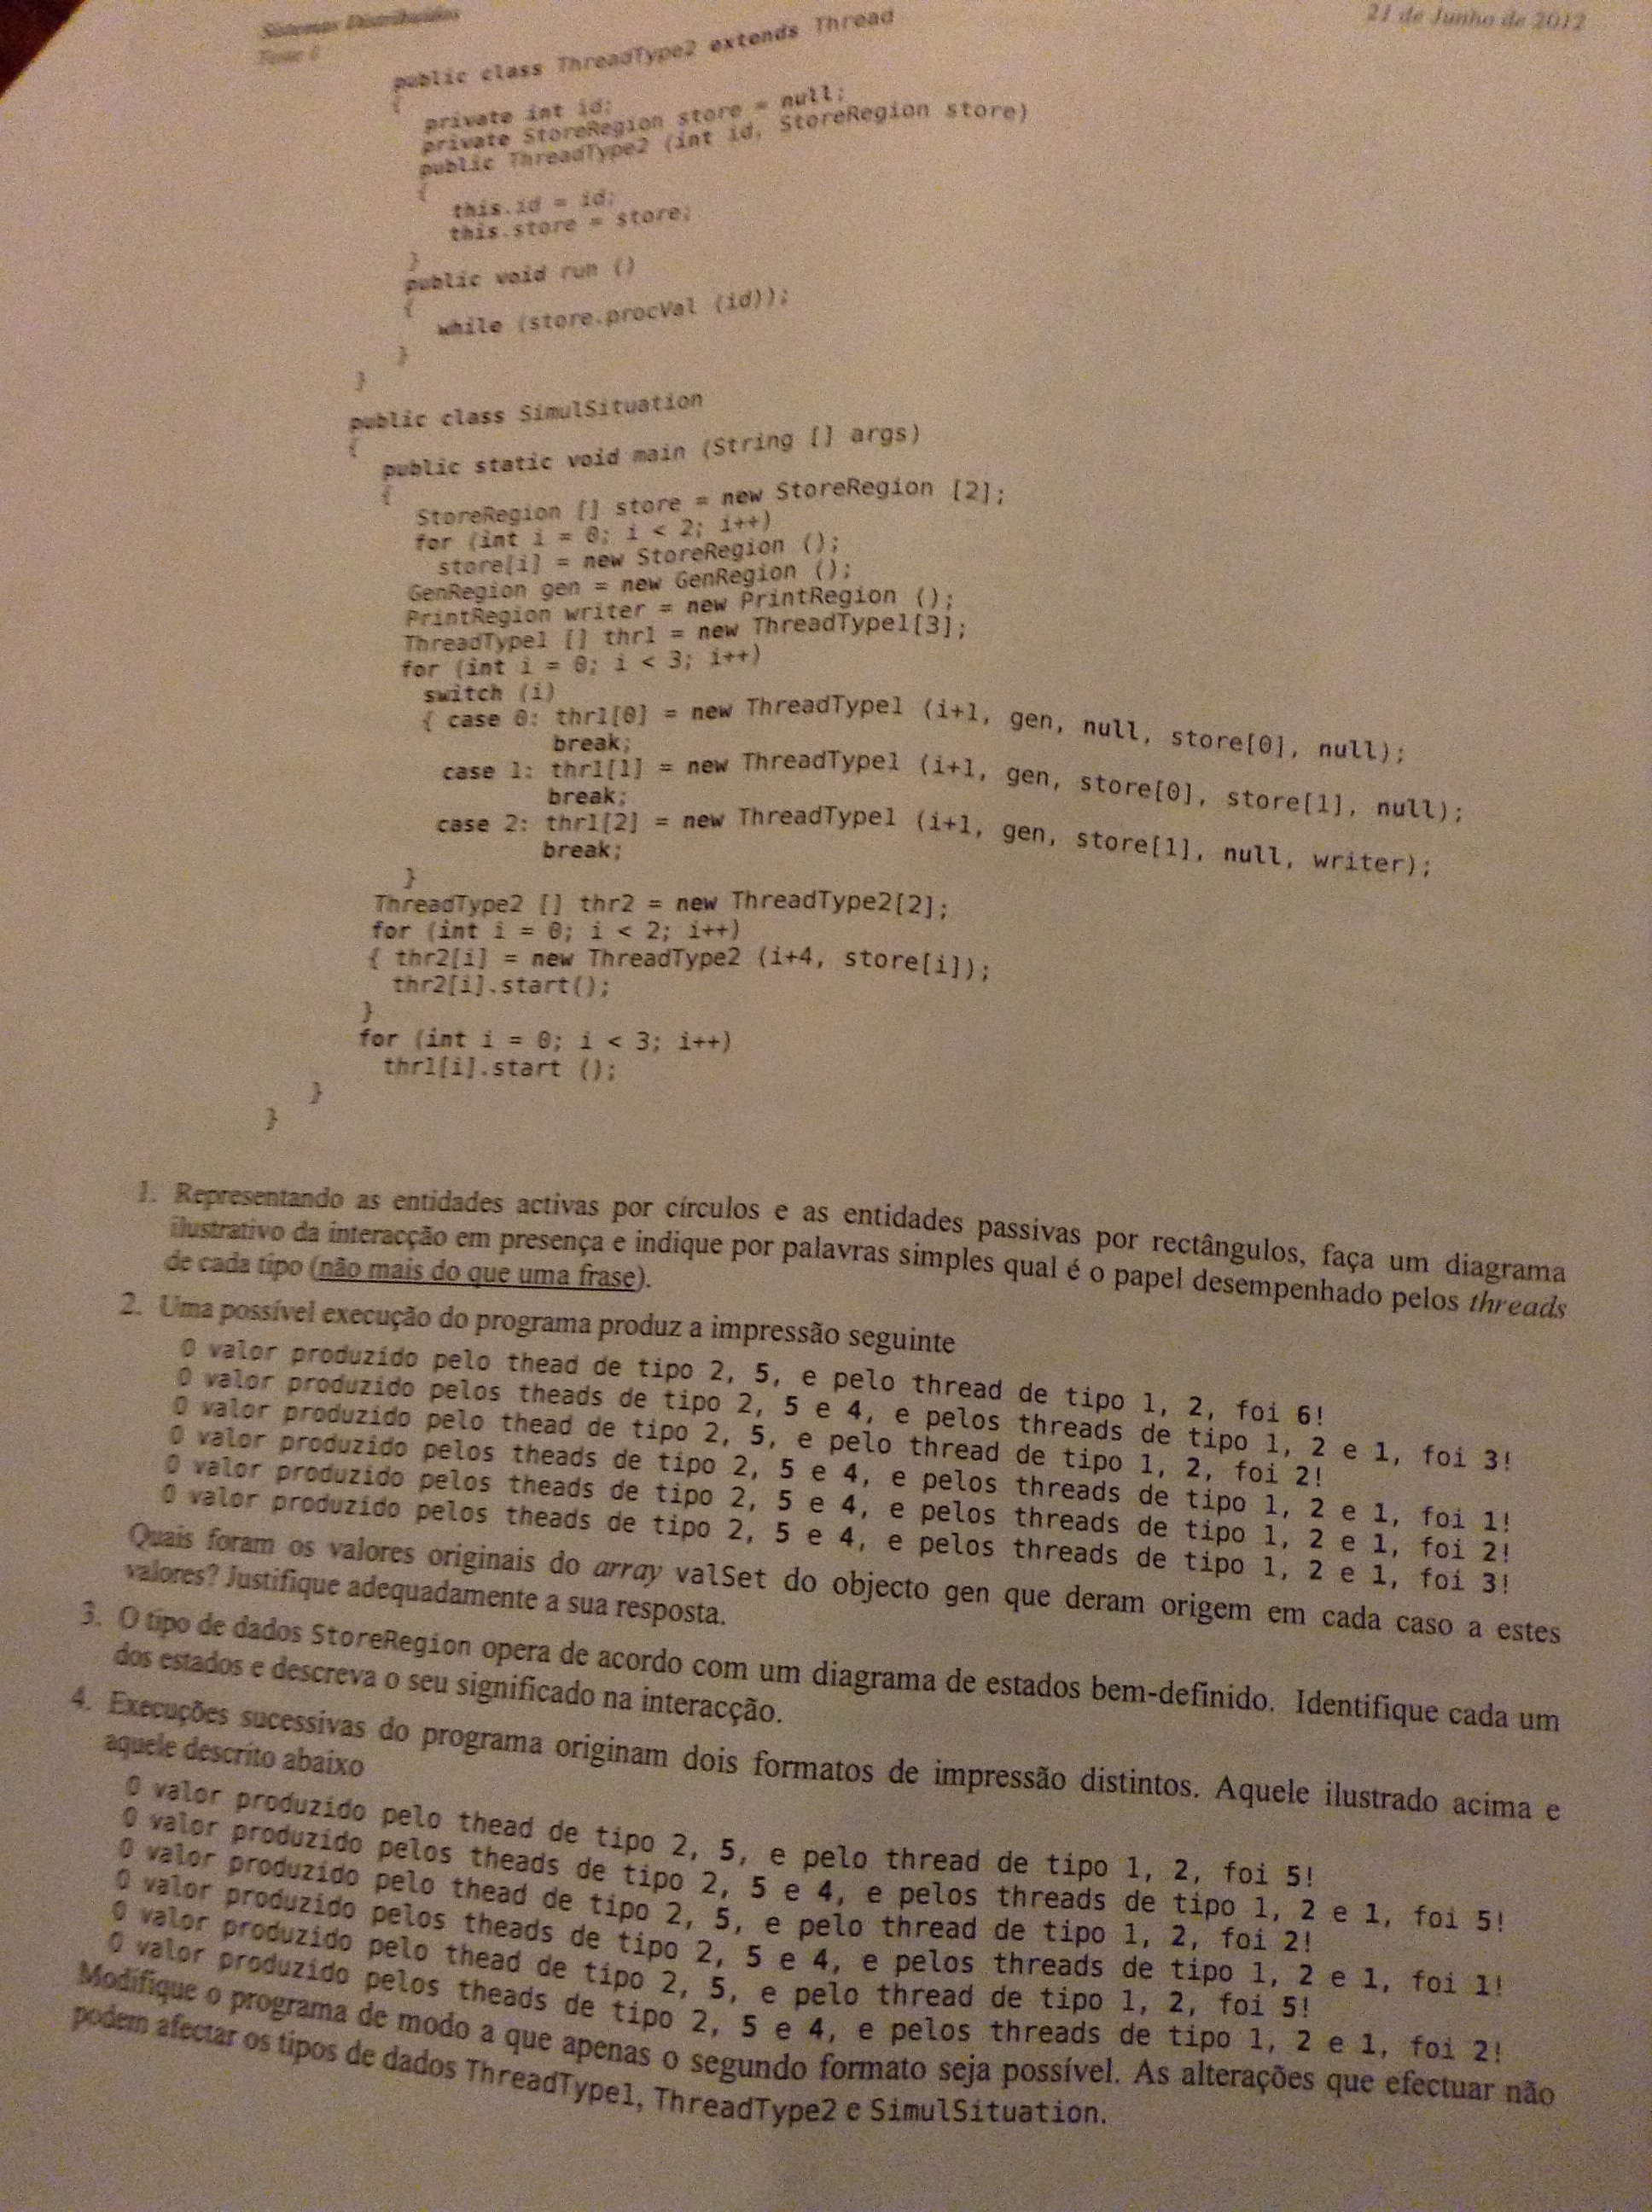 Sistemas Distribuídos
21 de Junho de 2012
public class ThreadType2 extends Thread
{
private int id;
private StoreRegion store = null;
public ThreadType2 (int id, StoreRegion store)
{
this.id = id;
this.store = store;
}
public void run ()
{
while (store.procVal (id));
}
}
public class SimulSituation
{
public static void main (String [] args)
{
StoreRegion [] store = new StoreRegion [2];
for (int i = 0; i < 2; i++)
store[i] = new StoreRegion ();
GenRegion gen = new GenRegion ();
PrintRegion writer = new PrintRegion ();
ThreadType1 [] thr1 = new ThreadType1[3];
for (int i = 0; i < 3; i++)
switch (i)
{ case 0: thr1[0] = new ThreadType1 (i+1, gen, null, store[0], null);
break;
case 1: thr1[1] = new ThreadType1 (i+1, gen, store[0], store[1], null);
break;
case 2: thr1[2] = new ThreadType1 (i+1, gen, store[1], null, writer);
break;
}
ThreadType2 [] thr2 = new ThreadType2[2];
for (int i = 0; i < 2; i++)
{ thr2[i] = new ThreadType2 (i+4, store[i]);
thr2[i].start();
}
for (int i = 0; i < 3; i++)
thr1[i].start ();
}
}
1. Representando as entidades activas por círculos e as entidades passivas por rectângulos, faça um diagrama
ilustrativo da interacção em presença e indique por palavras simples qual é o papel desempenhado pelos threads
de cada tipo (não mais do que uma frase).
2. Uma possível execução do programa produz a impressão seguinte
O valor produzido pelo thead de tipo 2, 5, e pelo thread de tipo 1, 2, foi 6!
O valor produzido pelos theads de tipo 2, 5 e 4, e pelos threads de tipo 1, 2 e 1, foi 3!
O valor produzido pelo thead de tipo 2, 5, e pelo thread de tipo 1, 2, foi 2!
O valor produzido pelos theads de tipo 2, 5 e 4, e pelos threads de tipo 1, 2 e 1, foi 1!
O valor produzido pelos theads de tipo 2, 5 e 4, e pelos threads de tipo 1, 2 e 1, foi 2!
O valor produzido pelos theads de tipo 2, 5 e 4, e pelos threads de tipo 1, 2 e 1, foi 3!
Quais foram os valores originais do array valSet do objecto gen que deram origem em cada caso a estes
valores? Justifique adequadamente a sua resposta.
3. O tipo de dados StoreRegion opera de acordo com um diagrama de estados bem-definido. Identifique cada um
dos estados e descreva o seu significado na interacção.
4. Execuções sucessivas do programa originam dois formatos de impressão distintos. Aquele ilustrado acima e
aquele descrito abaixo
O valor produzido pelo thead de tipo 2, 5, e pelo thread de tipo 1, 2, foi 5!
O valor produzido pelos theads de tipo 2, 5 e 4, e pelos threads de tipo 1, 2 e 1, foi 5!
O valor produzido pelo thead de tipo 2, 5, e pelo thread de tipo 1, 2, foi 2!
O valor produzido pelos theads de tipo 2, 5 e 4, e pelos threads de tipo 1, 2 e 1, foi 1!
O valor produzido pelo thead de tipo 2, 5, e pelo thread de tipo 1, 2, foi 5!
O valor produzido pelos theads de tipo 2, 5 e 4, e pelos threads de tipo 1, 2 e 1, foi 2!
Modifique o programa de modo a que apenas o segundo formato seja possível. As alterações que efectuar não
podem afectar os tipos de dados ThreadType1, ThreadType2 e SimulSituation.